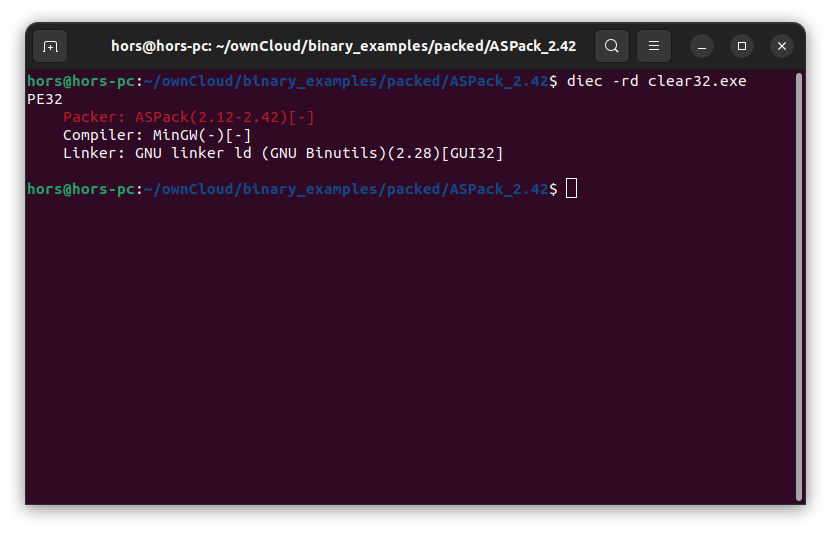 hors@hors-pc: ~/ownCloud/binary_examples/packed/ASPack_2.42
hors@hors-pc:~/ownCloud/binary_examples/packed/ASPack_2.42$ diec -rd clear32.exe
PE32
    Packer: ASPack(2.12-2.42)[-]
    Compiler: MinGW(-)[-]
    Linker: GNU linker ld (GNU Binutils)(2.28)[GUI32]

hors@hors-pc:~/ownCloud/binary_examples/packed/ASPack_2.42$